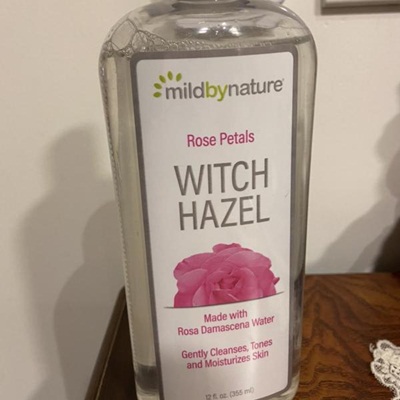 mildbynature®
Rose Petals
WITCH
HAZEL
Made with
Rosa Damascena Water
Gently Cleanses, Tones
and Moisturizes Skin
12 fl. oz. (355 ml)